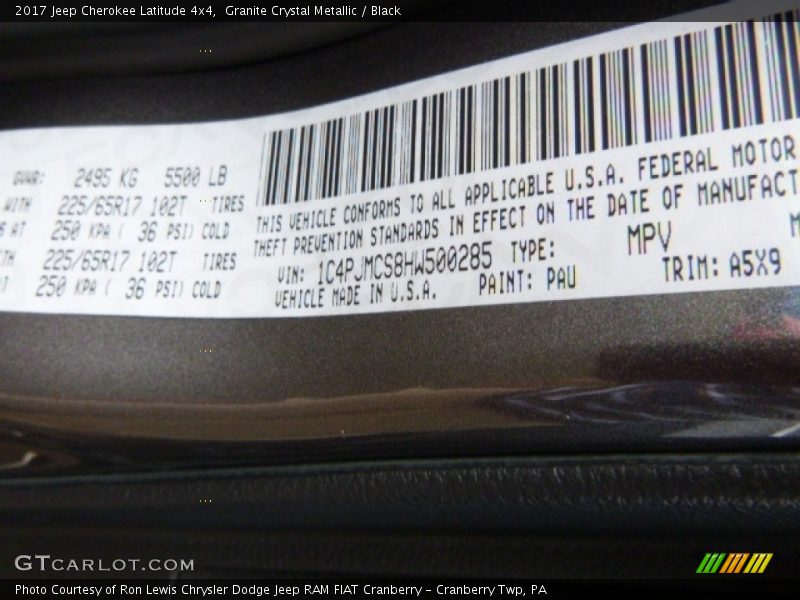 2017 Jeep Cherokee Latitude 4x4, Granite Crystal Metallic / Black
GVWR: 2495 KG 5500 LB
WITH 225/65R17 102T TIRES
AT 250 KPA ( 36 PSI) COLD
225/65R17 102T TIRES
250 KPA ( 36 PSI) COLD
THIS VEHICLE CONFORMS TO ALL APPLICABLE U.S.A. FEDERAL MOTOR
THEFT PREVENTION STANDARDS IN EFFECT ON THE DATE OF MANUFACT
VIN: 1C4PJMCS8HW500285 TYPE: MPV
VEHICLE MADE IN U.S.A. PAINT: PAU TRIM: A5X9
GTCARLOT.COM
Photo Courtesy of Ron Lewis Chrysler Dodge Jeep RAM FIAT Cranberry - Cranberry Twp, PA